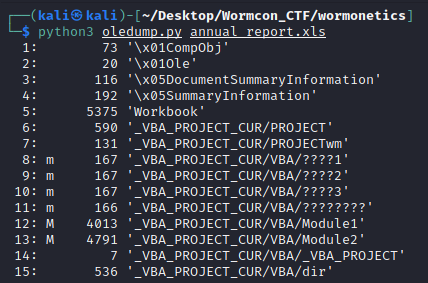 ┌──(kali㉿kali)-[~/Desktop/Wormcon_CTF/wormonetics]
└─$ python3 oledump.py annual_report.xls
  1:        73 '\x01CompObj'
  2:        20 '\x01Ole'
  3:       116 '\x05DocumentSummaryInformation'
  4:       192 '\x05SummaryInformation'
  5:      5375 'Workbook'
  6:       590 '_VBA_PROJECT_CUR/PROJECT'
  7:       131 '_VBA_PROJECT_CUR/PROJECTwm'
  8: m     167 '_VBA_PROJECT_CUR/VBA/????1'
  9: m     167 '_VBA_PROJECT_CUR/VBA/????2'
 10: m     167 '_VBA_PROJECT_CUR/VBA/????3'
 11: m     166 '_VBA_PROJECT_CUR/VBA/????????'
 12: M    4013 '_VBA_PROJECT_CUR/VBA/Module1'
 13: M    4791 '_VBA_PROJECT_CUR/VBA/Module2'
 14:         7 '_VBA_PROJECT_CUR/VBA/_VBA_PROJECT'
 15:       536 '_VBA_PROJECT_CUR/VBA/dir'